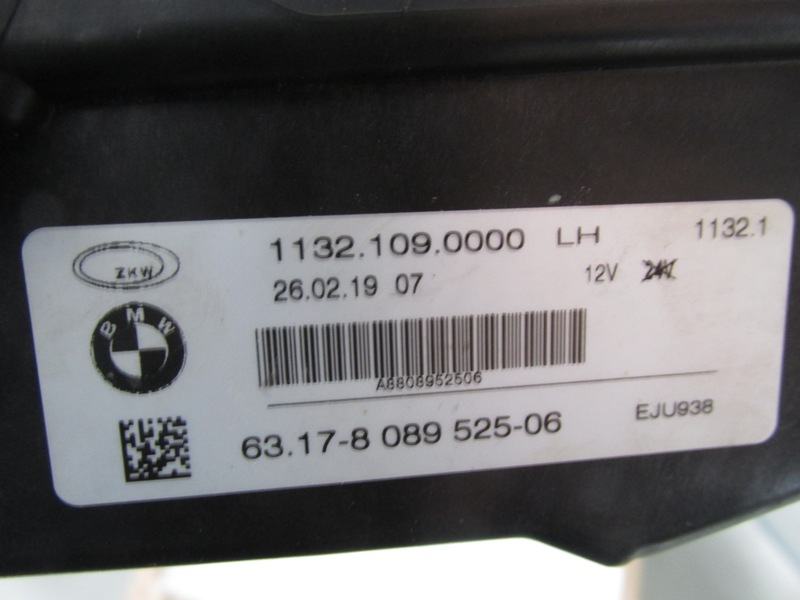 1132.109.0000 LH 1132.1
ZKW
26.02.19 07 12V 24V
BMW
A8808952506
63.17-8 089 525-06 EJU938